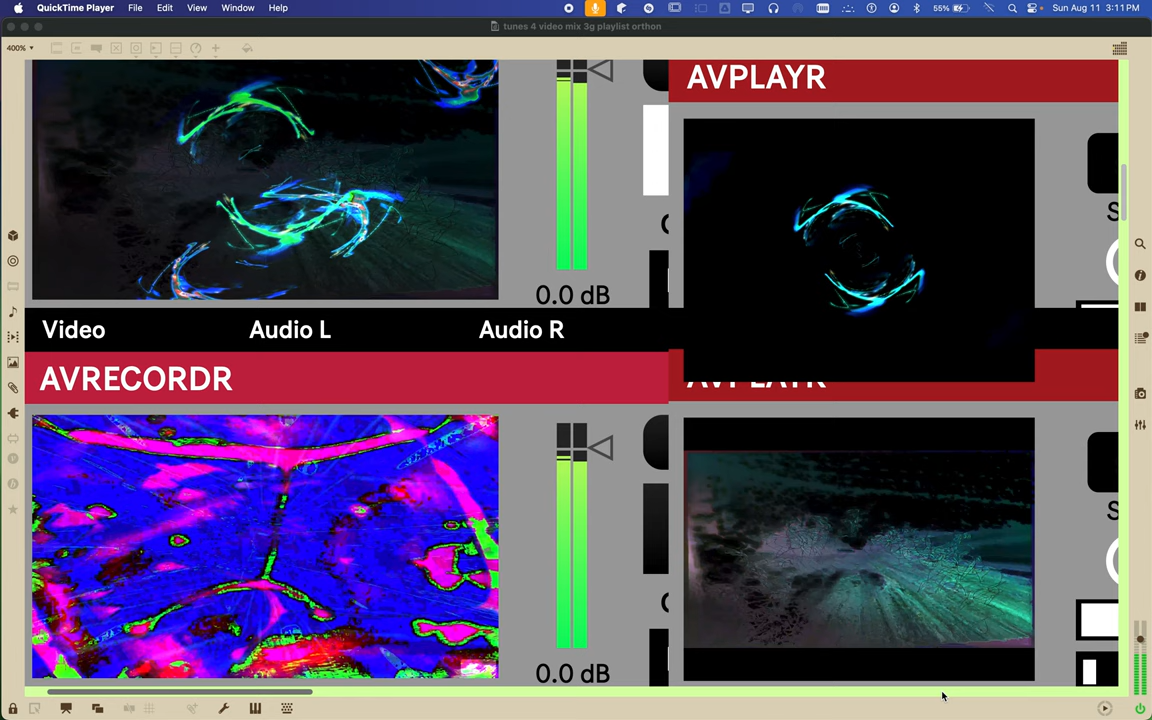 QuickTime Player File Edit View Window Help 55% Sun Aug 11 3:11 PM
tunes 4 video mix 3g playlist orthon
400%
AVPLAYR
S
0.0 dB
Video Audio L Audio R
AVRECORDR
AVPLAYR
S
0.0 dB